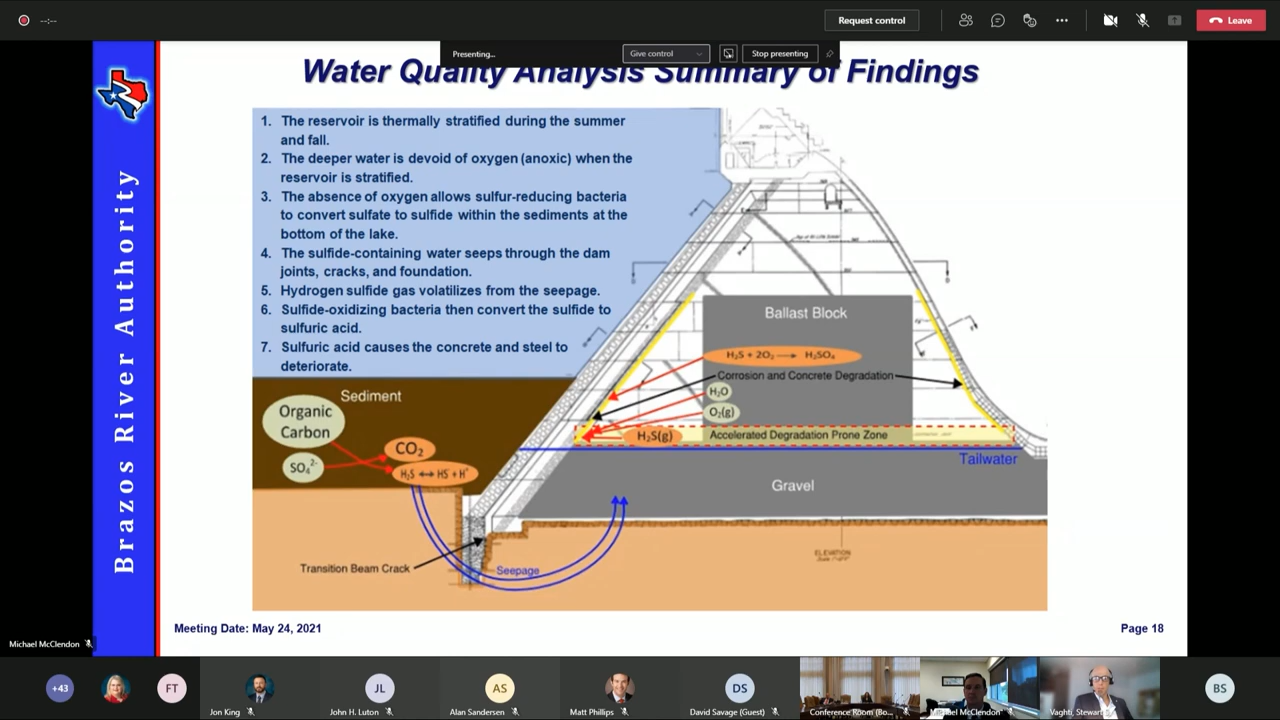 --:--
Request control
Leave
Presenting...
Give control
Stop presenting
Water Quality Analysis Summary of Findings
Brazos River Authority
1. The reservoir is thermally stratified during the summer
and fall.
2. The deeper water is devoid of oxygen (anoxic) when the
reservoir is stratified.
3. The absence of oxygen allows sulfur-reducing bacteria
to convert sulfate to sulfide within the sediments at the
bottom of the lake.
4. The sulfide-containing water seeps through the dam
joints, cracks, and foundation.
5. Hydrogen sulfide gas volatilizes from the seepage.
6. Sulfide-oxidizing bacteria then convert the sulfide to
sulfuric acid.
7. Sulfuric acid causes the concrete and steel to
deteriorate.
Ballast Block
H₂S + 2O₂ → H₂SO₄
Corrosion and Concrete Degradation
H₂O
O₂(g)
H₂S(g)
Accelerated Degradation Prone Zone
Tailwater
Gravel
Sediment
Organic
Carbon
SO₄²⁻
CO₂
H₂S ↔ HS⁻ + H⁺
Transition Beam Crack
Seepage
ELEVATION
Meeting Date: May 24, 2021
Page 18
Michael McClendon
+43
FT
Jon King
JL
John H. Luton
AS
Alan Sandersen
Matt Phillips
DS
David Savage (Guest)
Conference Room (Bo...
Michael McClendon
Vaghti, Stewart
BS